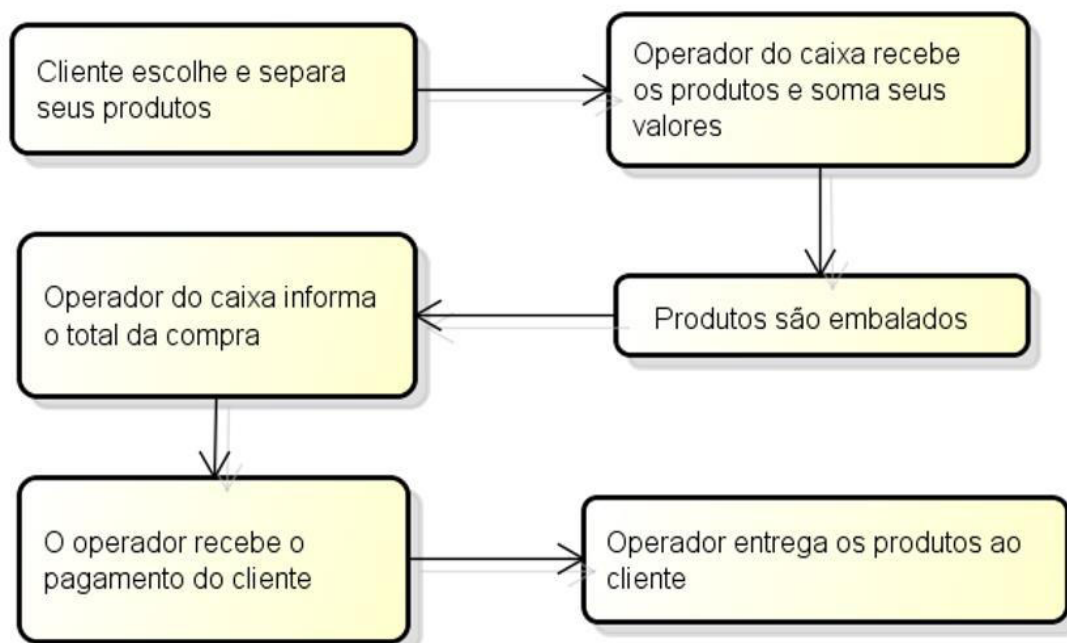 Cliente escolhe e separa
seus produtos
Operador do caixa recebe
os produtos e soma seus
valores
Produtos são embalados
Operador do caixa informa
o total da compra
O operador recebe o
pagamento do cliente
Operador entrega os produtos ao
cliente